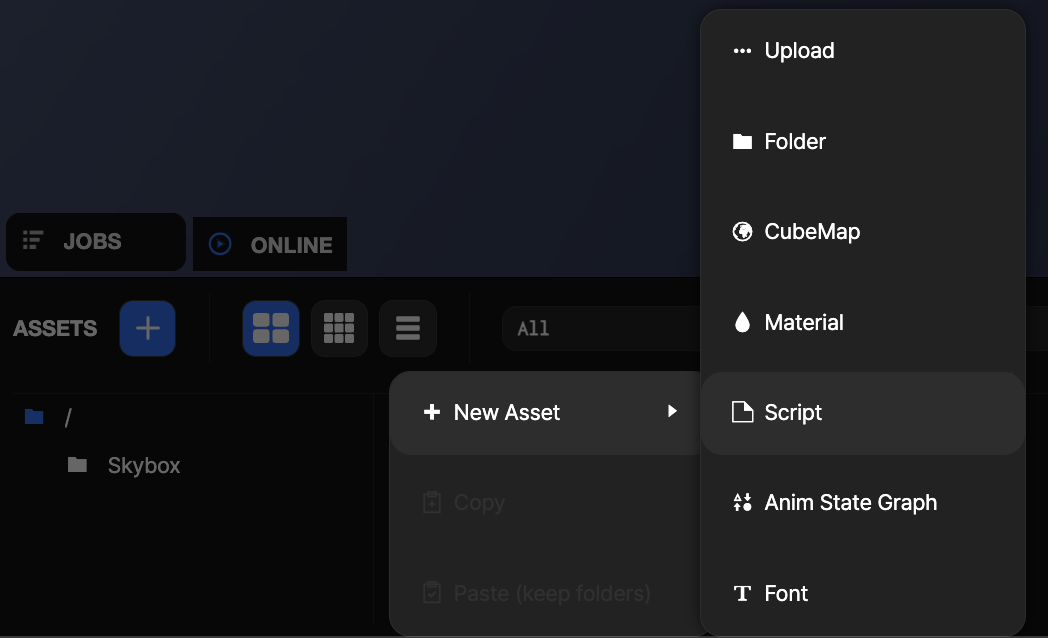 Upload
Folder
CubeMap
Material
Script
Anim State Graph
Font
JOBS
ONLINE
ASSETS
All
/
Skybox
New Asset
Copy
Paste (keep folders)